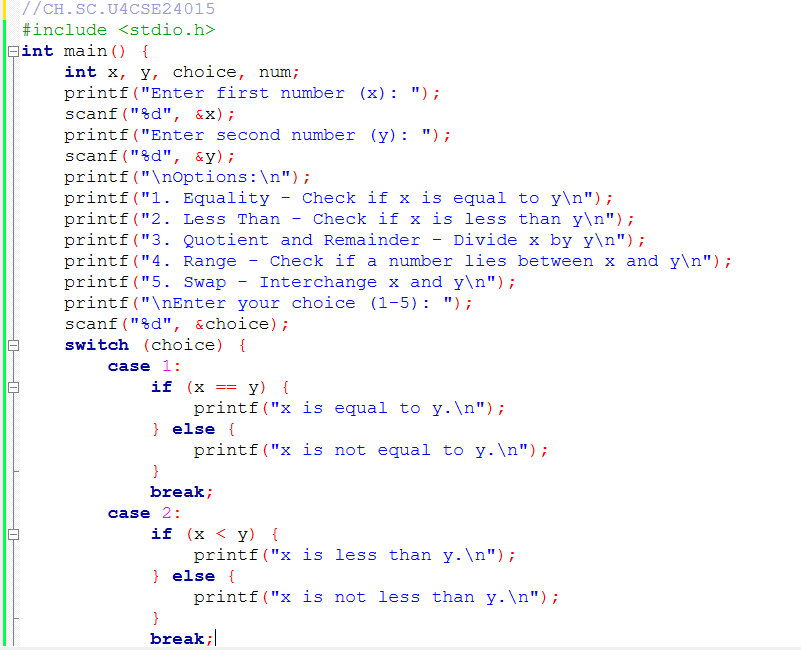 //CH.SC.U4CSE24015
#include <stdio.h>
int main() {
    int x, y, choice, num;
    printf("Enter first number (x): ");
    scanf("%d", &x);
    printf("Enter second number (y): ");
    scanf("%d", &y);
    printf("\nOptions:\n");
    printf("1. Equality - Check if x is equal to y\n");
    printf("2. Less Than - Check if x is less than y\n");
    printf("3. Quotient and Remainder - Divide x by y\n");
    printf("4. Range - Check if a number lies between x and y\n");
    printf("5. Swap - Interchange x and y\n");
    printf("\nEnter your choice (1-5): ");
    scanf("%d", &choice);
    switch (choice) {
        case 1:
            if (x == y) {
                printf("x is equal to y.\n");
            } else {
                printf("x is not equal to y.\n");
            }
            break;
        case 2:
            if (x < y) {
                printf("x is less than y.\n");
            } else {
                printf("x is not less than y.\n");
            }
            break;